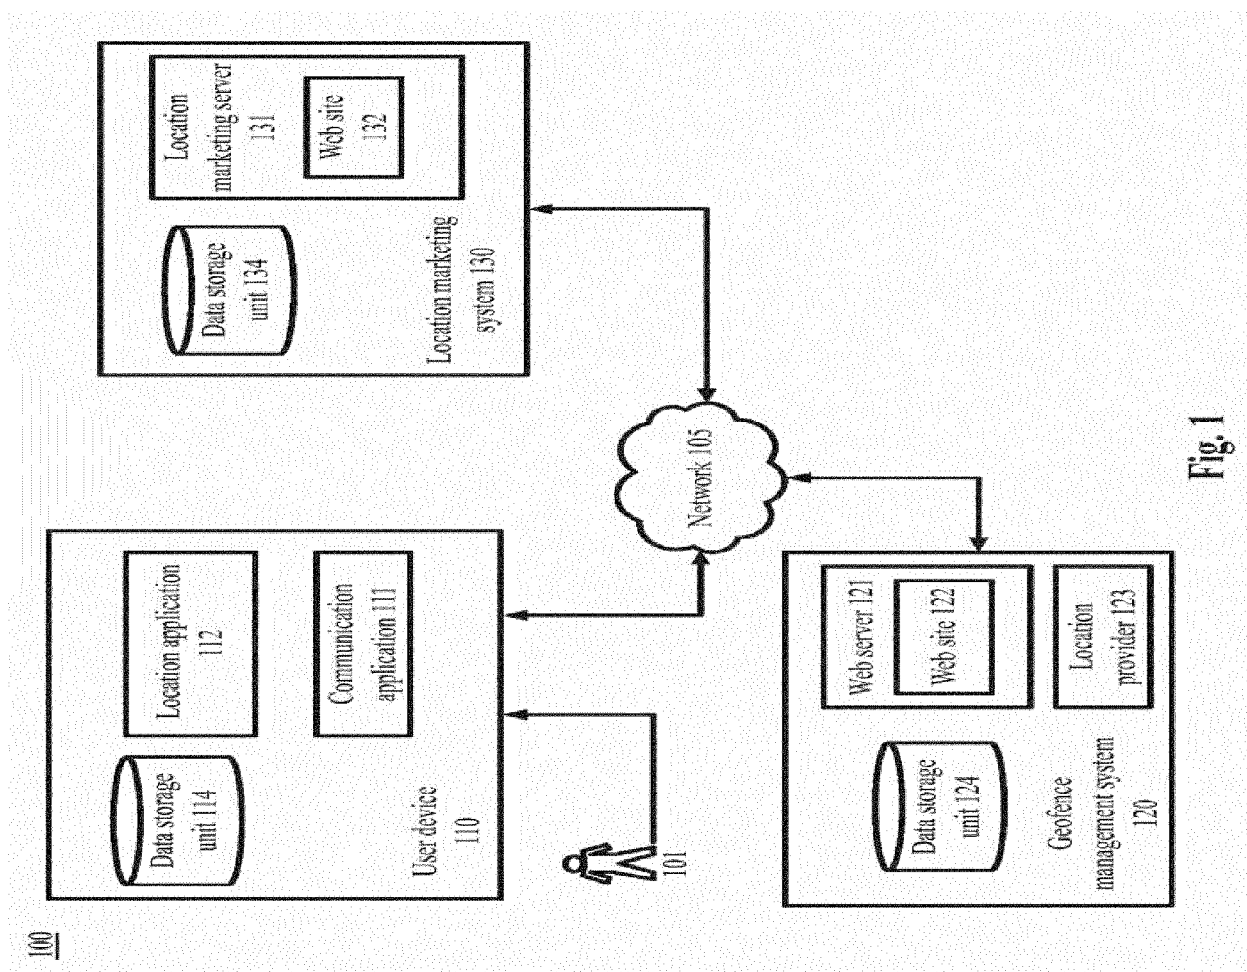 100
Data storage
unit 114
Location application
112
Communication
application 111
User device
110
101
Data storage
unit 134
Location
marketing server
131
Web site
132
Location marketing
system 130
Network 105
Data storage
unit 124
Web server 121
Web site 122
Location
provider 123
Geofence
management system
120
Fig. 1